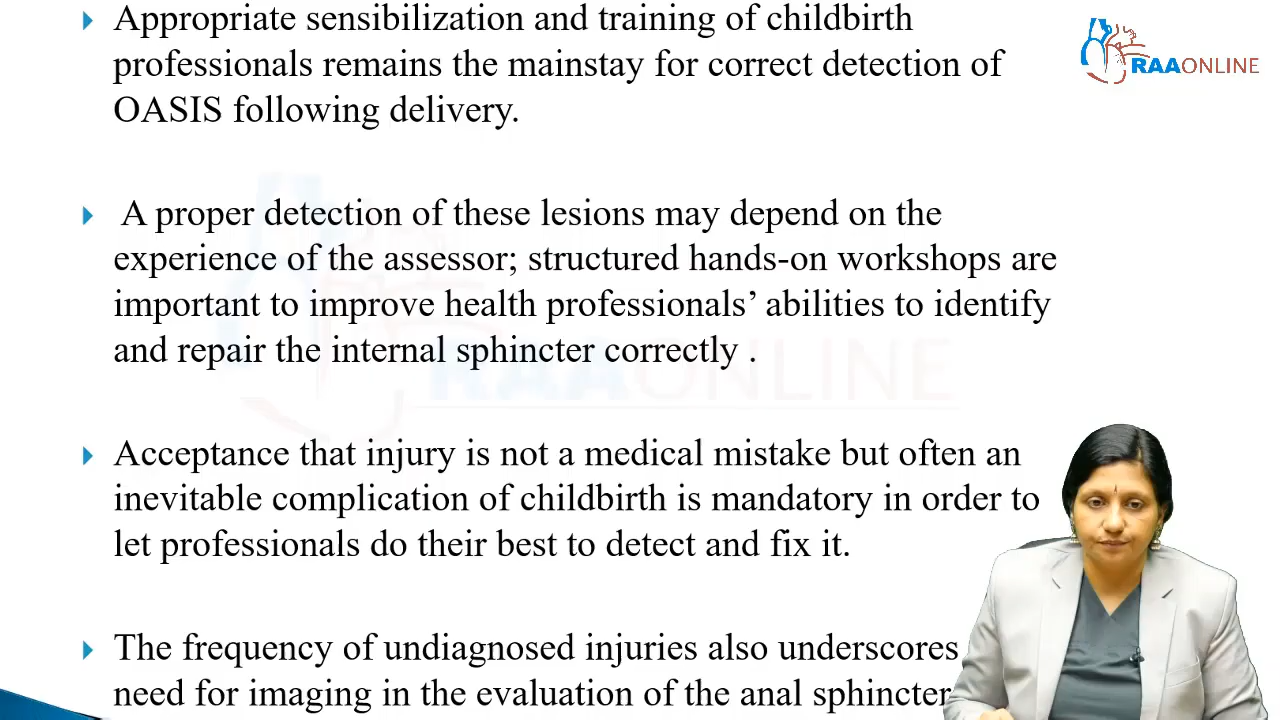 Appropriate sensibilization and training of childbirth
professionals remains the mainstay for correct detection of
OASIS following delivery.
RAAONLINE
A proper detection of these lesions may depend on the
experience of the assessor; structured hands-on workshops are
important to improve health professionals’ abilities to identify
and repair the internal sphincter correctly .
RAAONLINE
Acceptance that injury is not a medical mistake but often an
inevitable complication of childbirth is mandatory in order to
let professionals do their best to detect and fix it.
The frequency of undiagnosed injuries also underscores
need for imaging in the evaluation of the anal sphincter